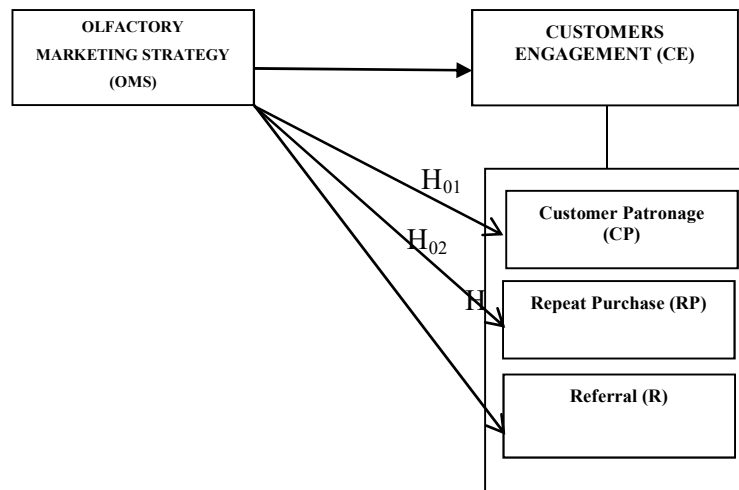 OLFACTORY
MARKETING STRATEGY
(OMS)
CUSTOMERS
ENGAGEMENT (CE)
H01
Customer Patronage
(CP)
H02
H
Repeat Purchase (RP)
Referral (R)